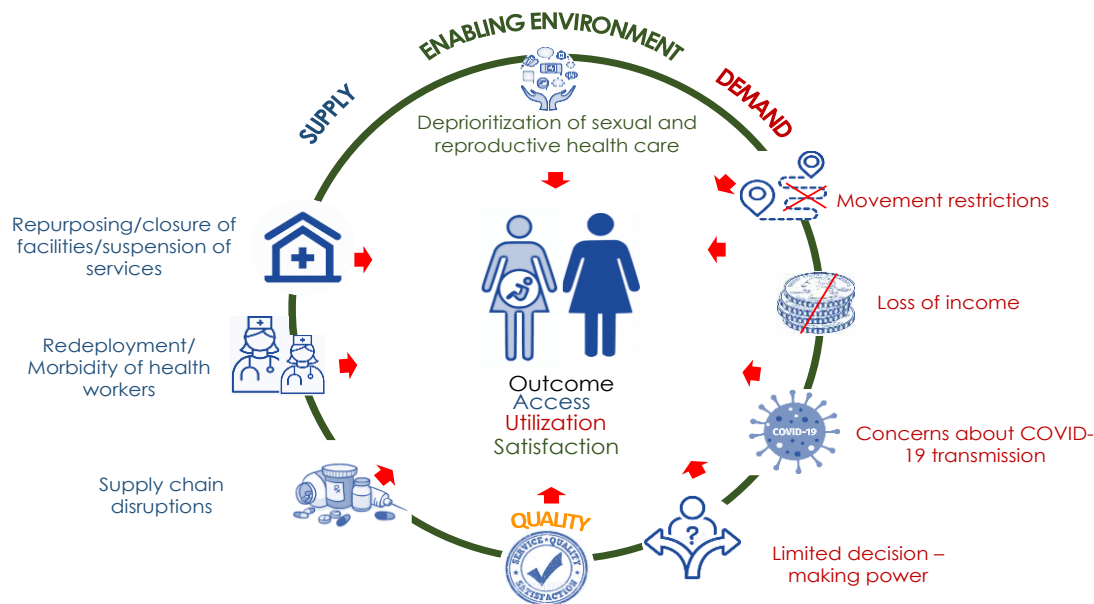 ENABLING ENVIRONMENT
SUPPLY
DEMAND
Deprioritization of sexual and
reproductive health care
Movement restrictions
Repurposing/closure of
facilities/suspension of
services
Loss of income
Redeployment/
Morbidity of health
workers
Outcome
Access
Utilization
Satisfaction
COVID-19
Concerns about COVID-
19 transmission
Supply chain
disruptions
QUALITY
SERVICE QUALITY
SATISFACTION
?
Limited decision –
making power